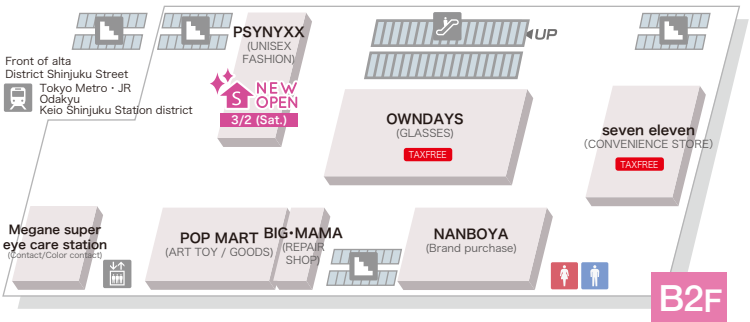 PSYNYXX
(UNISEX
FASHION)
S NEW
OPEN
3/2 (Sat.)
UP
Front of alta
District Shinjuku Street
Tokyo Metro・JR
Odakyu
Keio Shinjuku Station district
OWNDAYS
(GLASSES)
TAXFREE
seven eleven
(CONVENIENCE STORE)
TAXFREE
Megane super
eye care station
(Contact/Color contact)
POP MART
(ART TOY / GOODS)
BIG・MAMA
(REPAIR
SHOP)
NANBOYA
(Brand purchase)
B2F